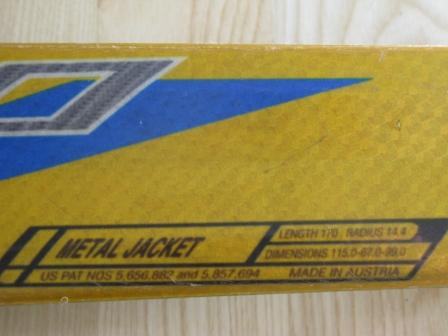 METAL JACKET
LENGTH 170 RADIUS 14.4
DIMENSIONS 115.0-67.0-99.0
US PAT NOS 5,656,882 and 5,857,694
MADE IN AUSTRIA